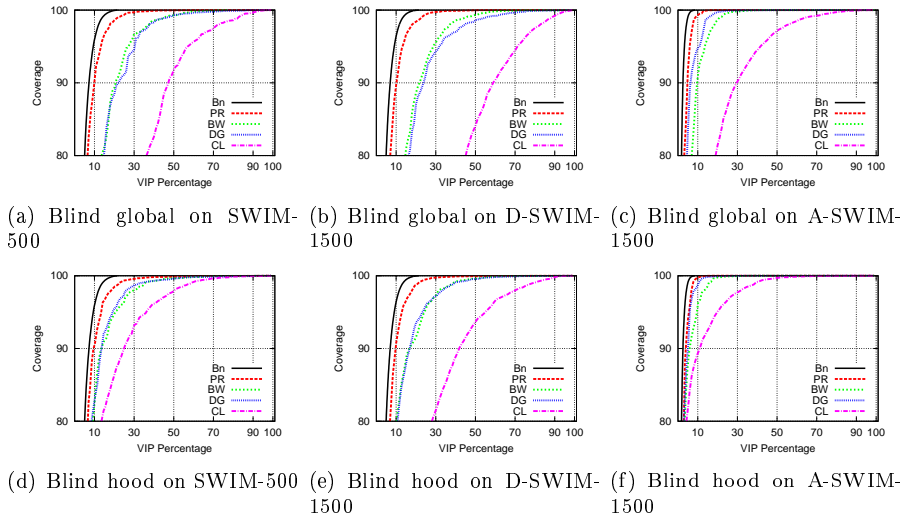 100
90
80
Coverage
Bn
PR
BW
DG
CL
10 30 50 70 90 100
VIP Percentage
(a) Blind global on SWIM-
500
100
90
80
Coverage
Bn
PR
BW
DG
CL
10 30 50 70 90 100
VIP Percentage
(b) Blind global on D-SWIM-
1500
100
90
80
Coverage
Bn
PR
BW
DG
CL
10 30 50 70 90 100
VIP Percentage
(c) Blind global on A-SWIM-
1500
100
90
80
Coverage
Bn
PR
BW
DG
CL
10 30 50 70 90 100
VIP Percentage
(d) Blind hood on SWIM-500
100
90
80
Coverage
Bn
PR
BW
DG
CL
10 30 50 70 90 100
VIP Percentage
(e) Blind hood on D-SWIM-
1500
100
90
80
Coverage
Bn
PR
BW
DG
CL
10 30 50 70 90 100
VIP Percentage
(f) Blind hood on A-SWIM-
1500